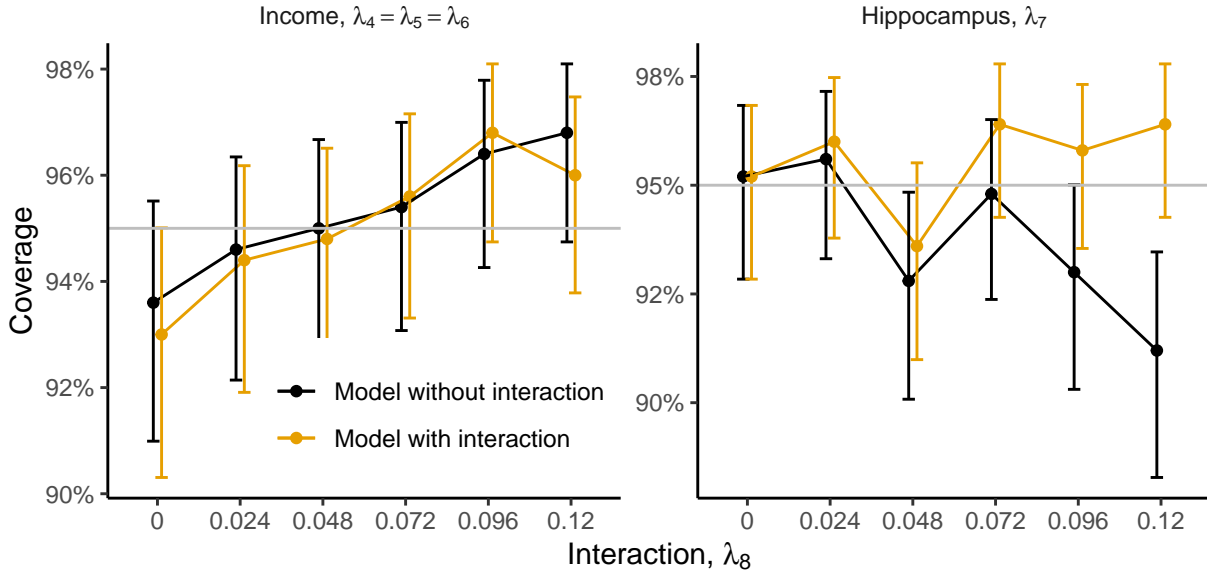 Income, λ4 = λ5 = λ6
Hippocampus, λ7
98%
96%
94%
92%
90%
98%
95%
92%
90%
Coverage
Model without interaction
Model with interaction
0 0.024 0.048 0.072 0.096 0.12
0 0.024 0.048 0.072 0.096 0.12
Interaction, λ8